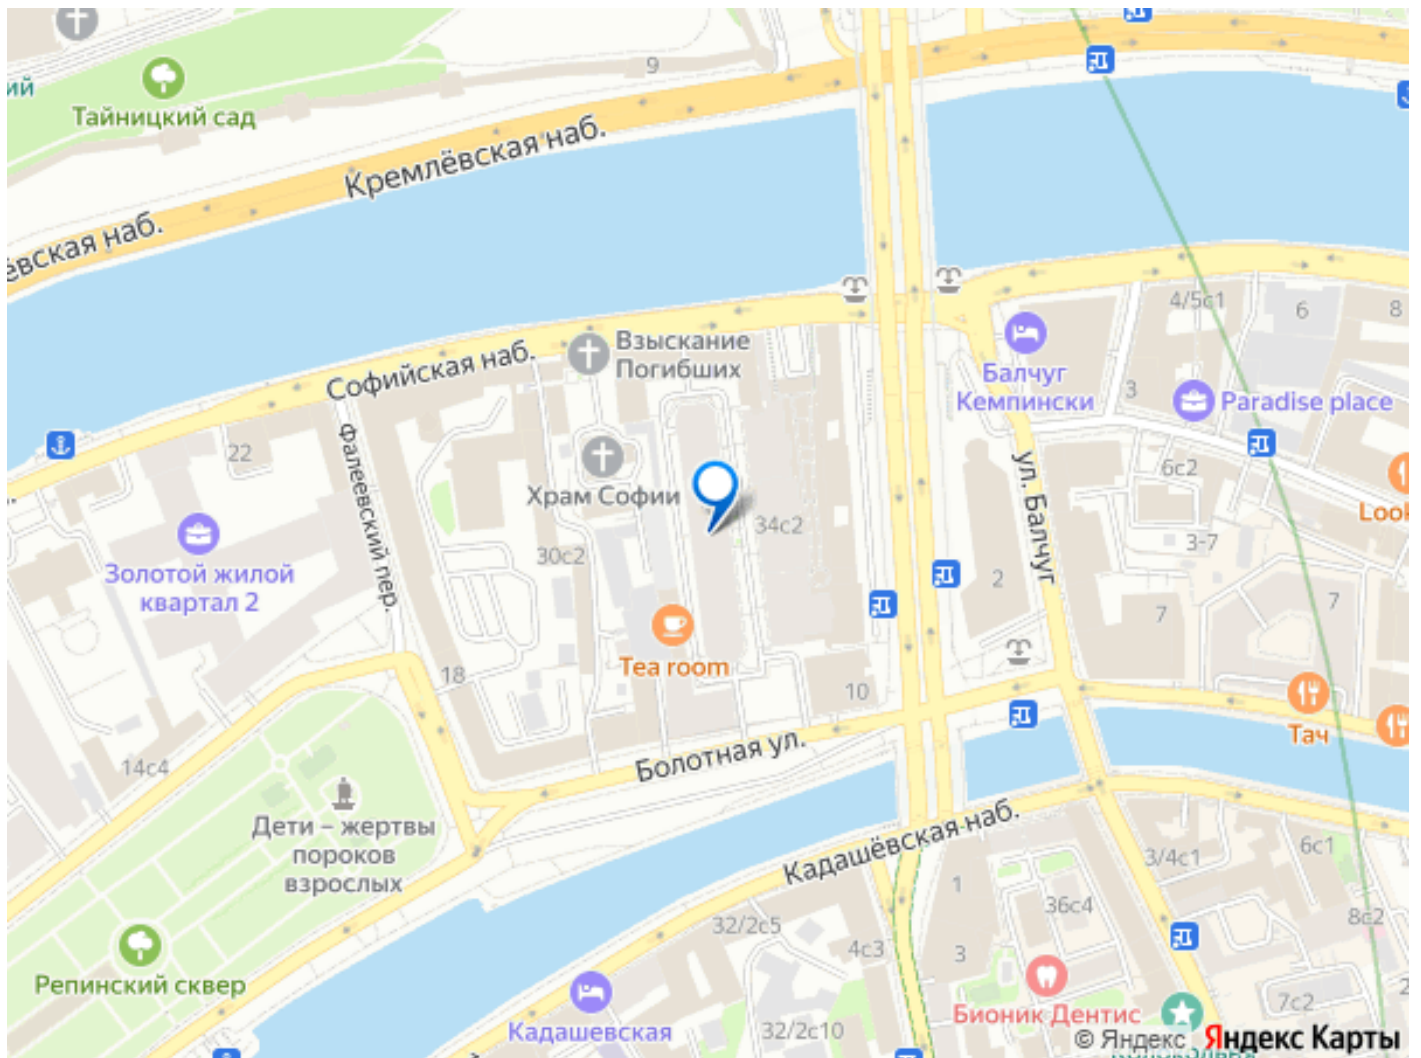 ий
Тайницкий сад
9
Кремлёвская наб.
ёвская наб.
Взыскание
Погибших
Софийская наб.
4/5с1
6
8
Балчуг
Кемпински
3
Paradise place
22
Фалеевский пер.
Храм Софии
34с2
ул. Балчуг
6с2
Look
30с2
3-7
Золотой жилой
квартал 2
2
7
7
Tea room
18
10
Тач
Болотная ул.
14с4
Дети – жертвы
пороков
взрослых
Кадашёвская наб.
3/4с1
6с1
1
36с4
8с2
32/2с5
4с3
3
Репинский сквер
Кадашевская
32/2с10
Бионик Дентис
7с2
2
© Яндекс
Яндекс Карты